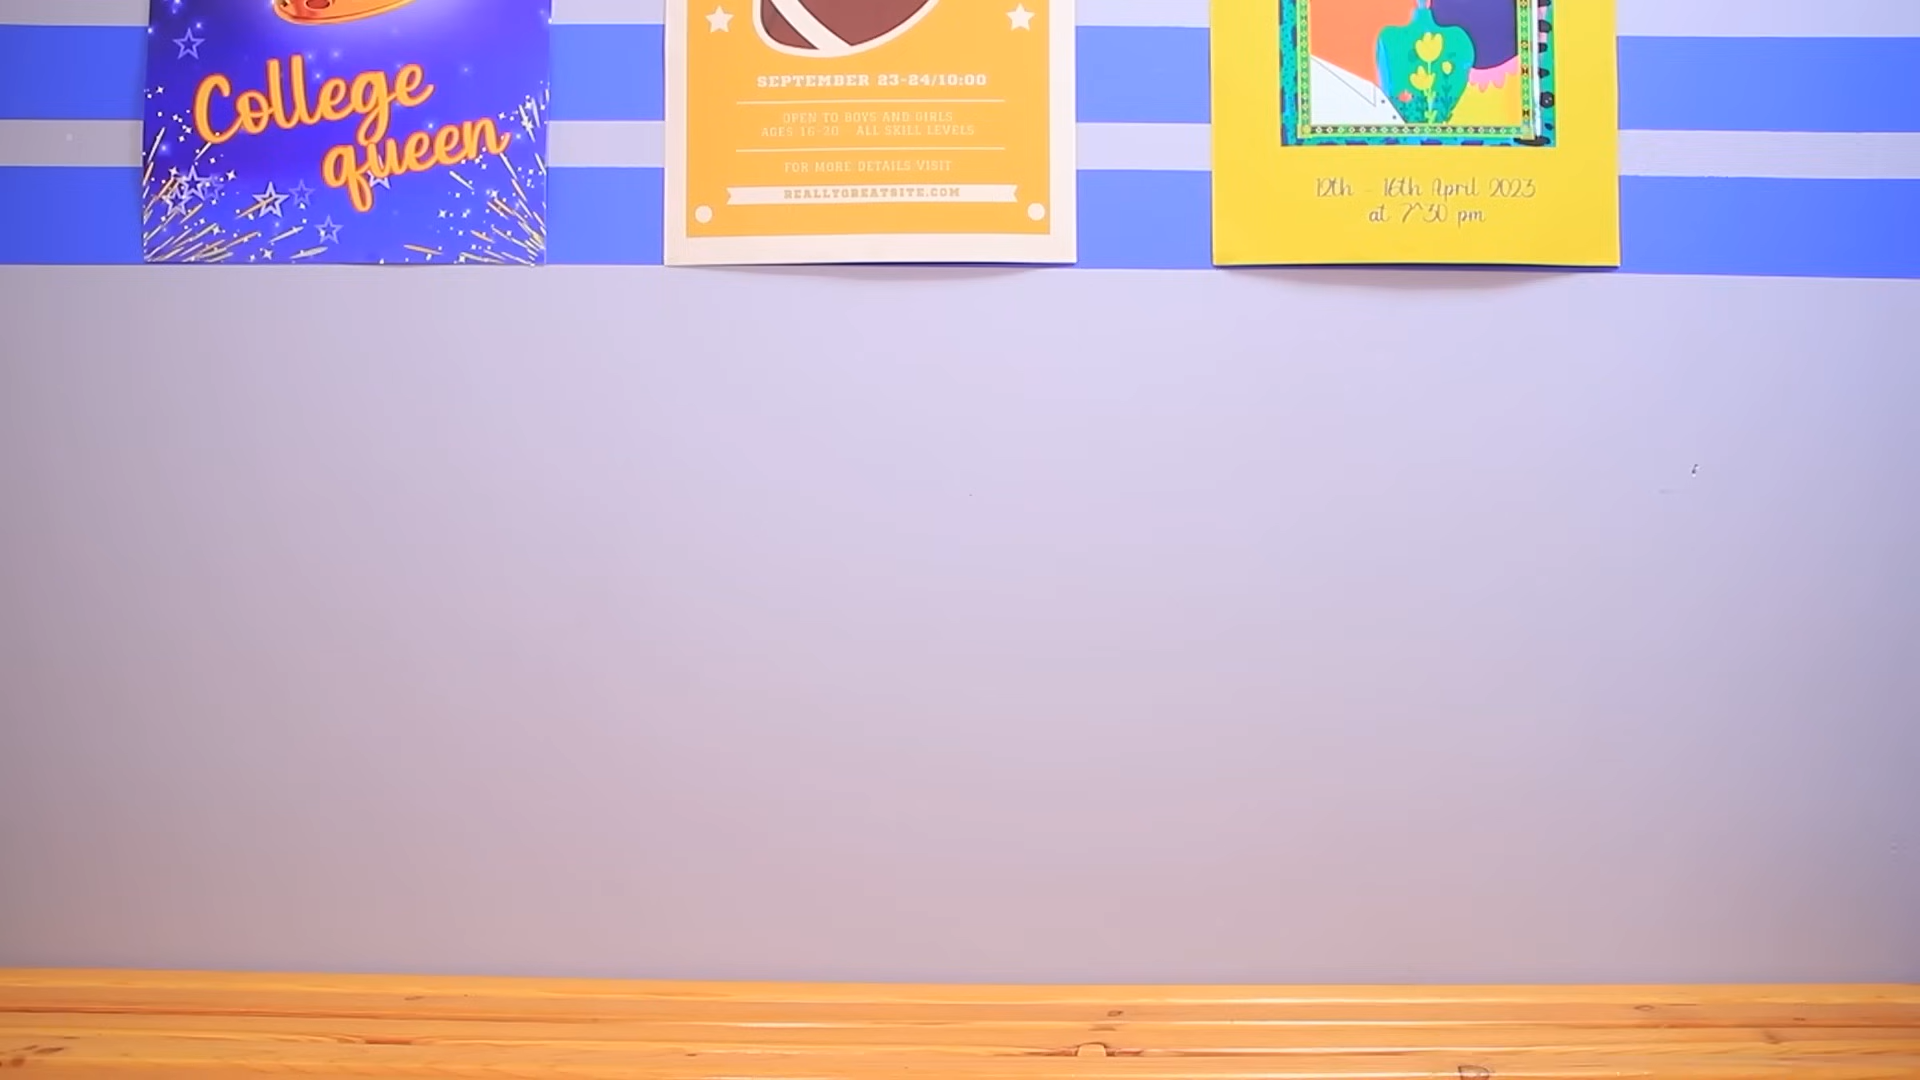 College
queen
SEPTEMBER 23-24/10:00
OPEN TO BOYS AND GIRLS
AGES 16-20 ALL SKILL LEVELS
FOR MORE DETAILS VISIT
REALLYGREATSITE.COM
12th - 16th April 2023
at 7^30 pm